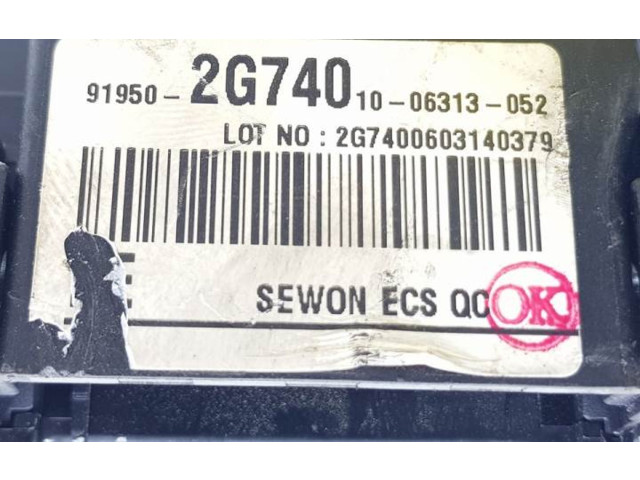 91950- 2G740 10-06313-052
LOT NO : 2G7400603140379
E
SEWON ECS QC OK